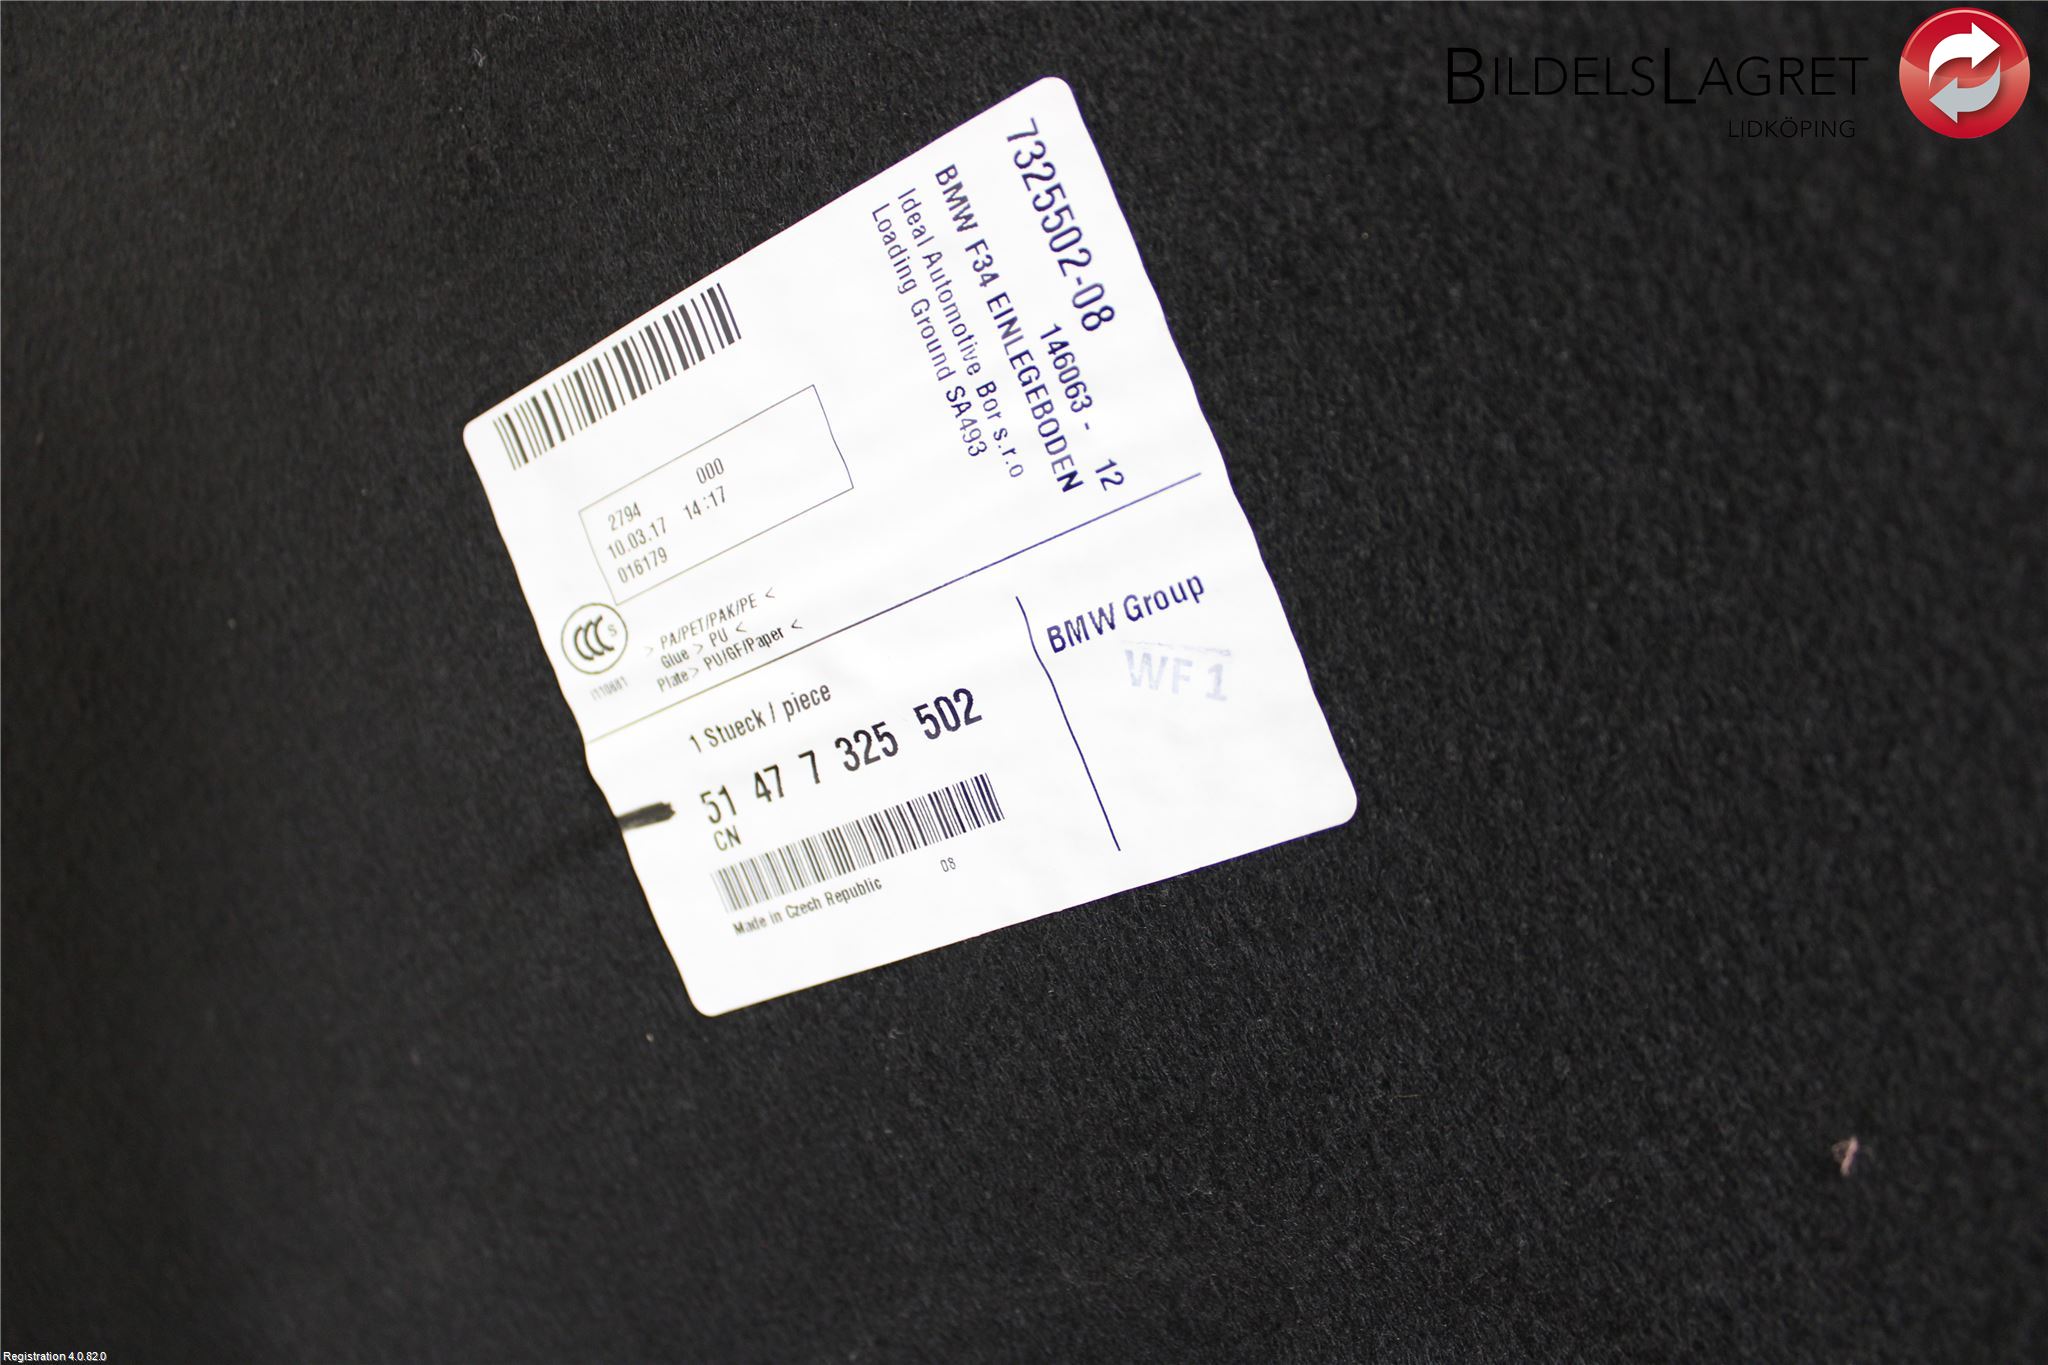 BILDELSLAGRET
LIDKÖPING
7325502-08
146063 - 12
BMW F34 EINLEGEBODEN
Ideal Automotive Bor s.r.o
Loading Ground SA493
2794 000
10.03.17 14:17
016179
CCC S
> PA/PET/PAK/PE <
Glue > PU <
Plate> PU/GF/Paper <
1 Stueck / piece
51 47 7 325 502
CN
08
Made in Czech Republic
BMW Group
WF 1
Registration 4.0.82.0